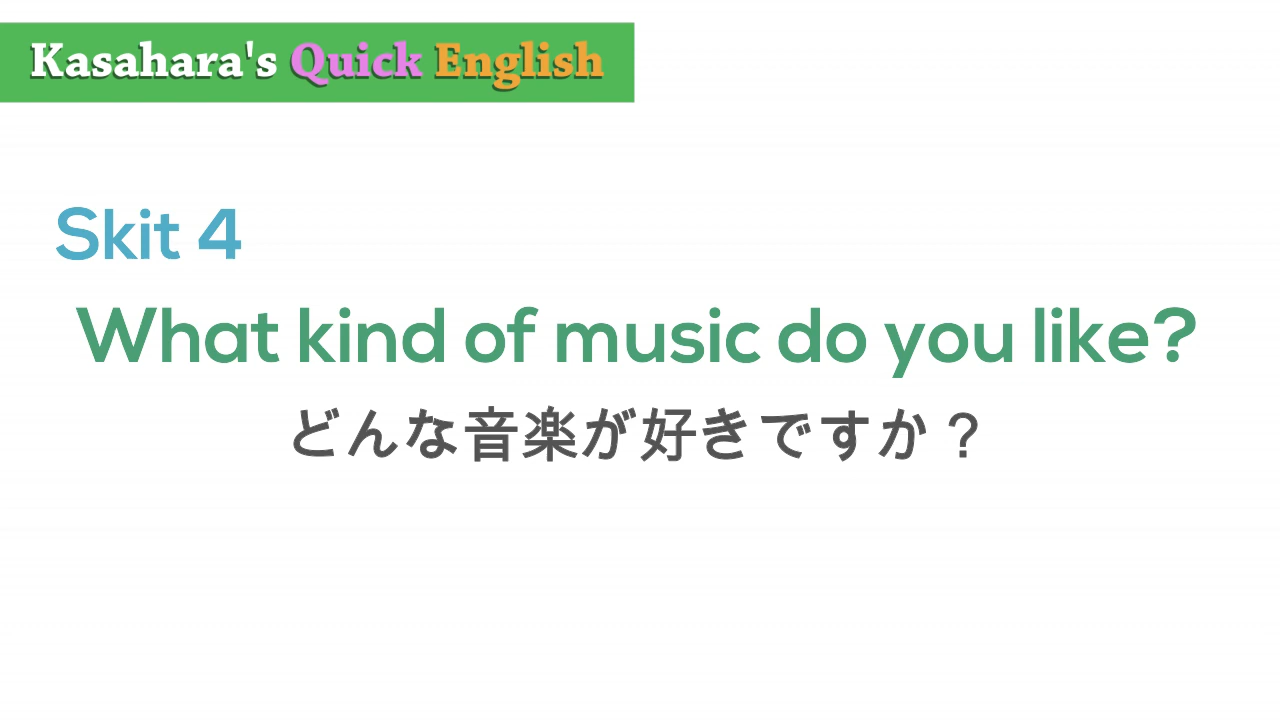 Kasahara's Quick English
Skit 4
What kind of music do you like?
どんな音楽が好きですか？